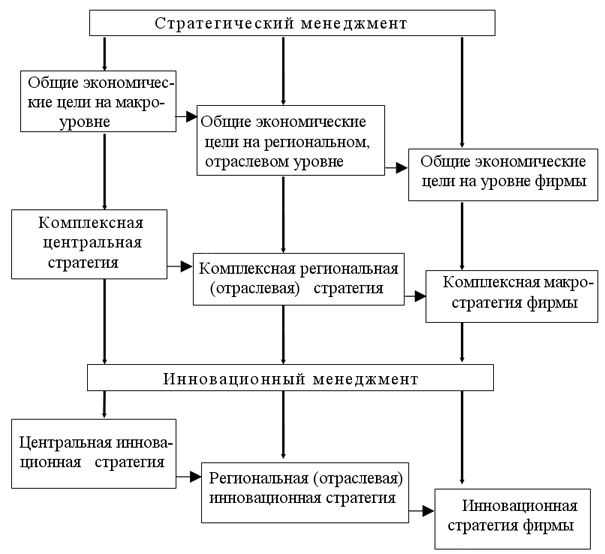 Стратегический менеджмент
Общие экономичес-
кие цели на макро-
уровне
Общие экономические
цели на региональном,
отраслевом уровне
Общие экономические
цели на уровне фирмы
Комплексная
центральная
стратегия
Комплексная региональная
(отраслевая) стратегия
Комплексная макро-
стратегия фирмы
Инновационный менеджмент
Центральная иннова-
ционная стратегия
Региональная (отраслевая)
инновационная стратегия
Инновационная
стратегия фирмы